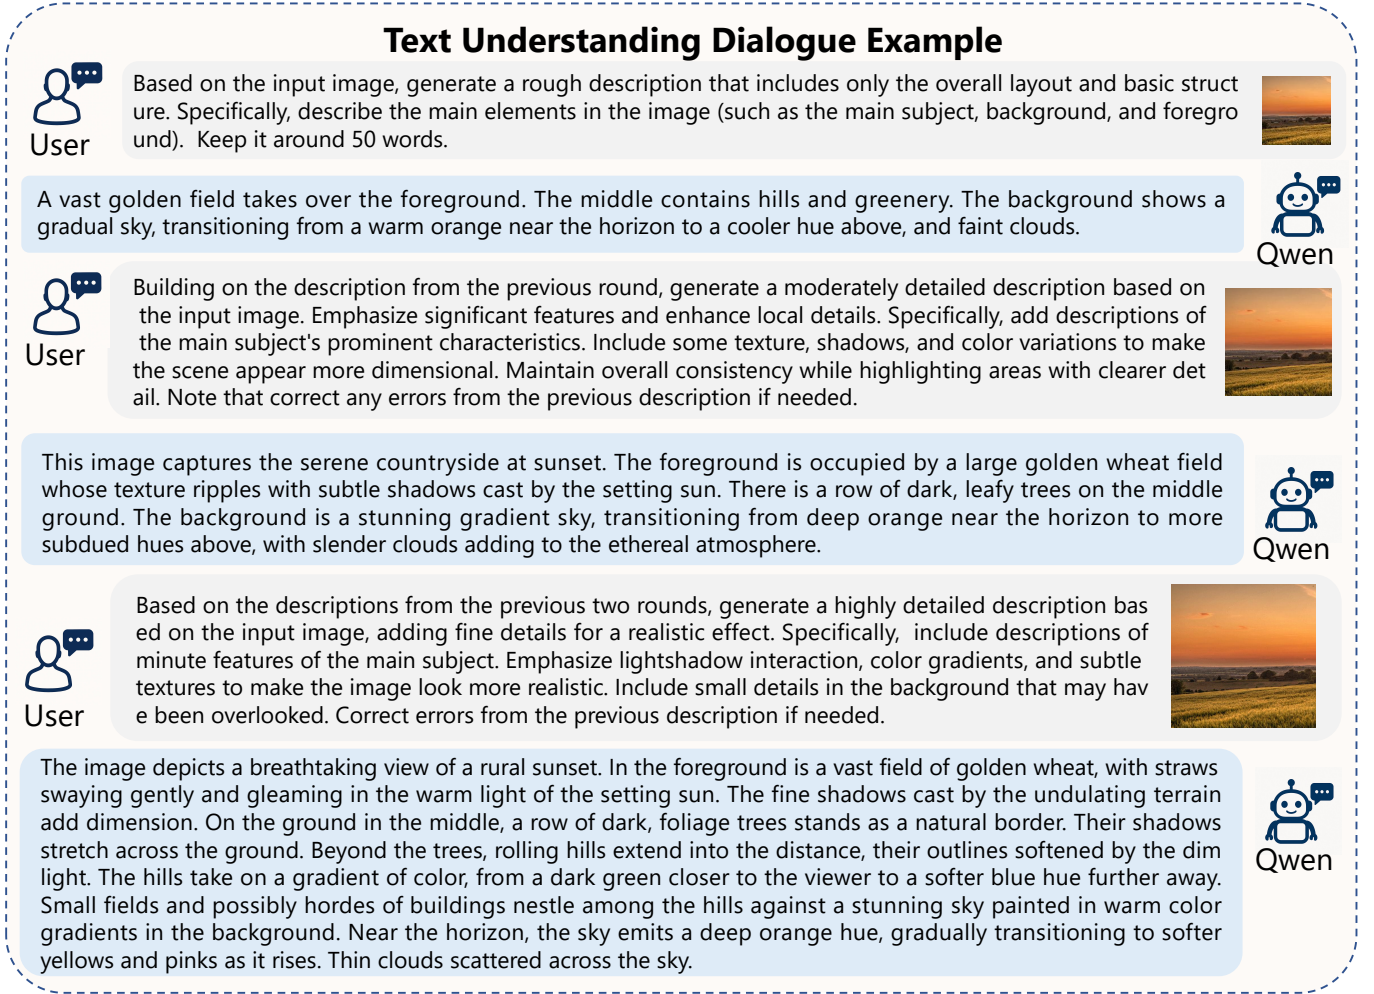 Text Understanding Dialogue Example
Based on the input image, generate a rough description that includes only the overall layout and basic struct
ure. Specifically, describe the main elements in the image (such as the main subject, background, and foregro
und).  Keep it around 50 words.
User
A vast golden field takes over the foreground. The middle contains hills and greenery. The background shows a
gradual sky, transitioning from a warm orange near the horizon to a cooler hue above, and faint clouds.
Qwen
Building on the description from the previous round, generate a moderately detailed description based on
the input image. Emphasize significant features and enhance local details. Specifically, add descriptions of
the main subject's prominent characteristics. Include some texture, shadows, and color variations to make
the scene appear more dimensional. Maintain overall consistency while highlighting areas with clearer det
ail. Note that correct any errors from the previous description if needed.
User
This image captures the serene countryside at sunset. The foreground is occupied by a large golden wheat field
whose texture ripples with subtle shadows cast by the setting sun. There is a row of dark, leafy trees on the middle
ground. The background is a stunning gradient sky, transitioning from deep orange near the horizon to more
subdued hues above, with slender clouds adding to the ethereal atmosphere.
Qwen
Based on the descriptions from the previous two rounds, generate a highly detailed description bas
ed on the input image, adding fine details for a realistic effect. Specifically,  include descriptions of
minute features of the main subject. Emphasize lightshadow interaction, color gradients, and subtle
textures to make the image look more realistic. Include small details in the background that may hav
e been overlooked. Correct errors from the previous description if needed.
User
The image depicts a breathtaking view of a rural sunset. In the foreground is a vast field of golden wheat, with straws
swaying gently and gleaming in the warm light of the setting sun. The fine shadows cast by the undulating terrain
add dimension. On the ground in the middle, a row of dark, foliage trees stands as a natural border. Their shadows
stretch across the ground. Beyond the trees, rolling hills extend into the distance, their outlines softened by the dim
light. The hills take on a gradient of color, from a dark green closer to the viewer to a softer blue hue further away.
Small fields and possibly hordes of buildings nestle among the hills against a stunning sky painted in warm color
gradients in the background. Near the horizon, the sky emits a deep orange hue, gradually transitioning to softer
yellows and pinks as it rises. Thin clouds scattered across the sky.
Qwen